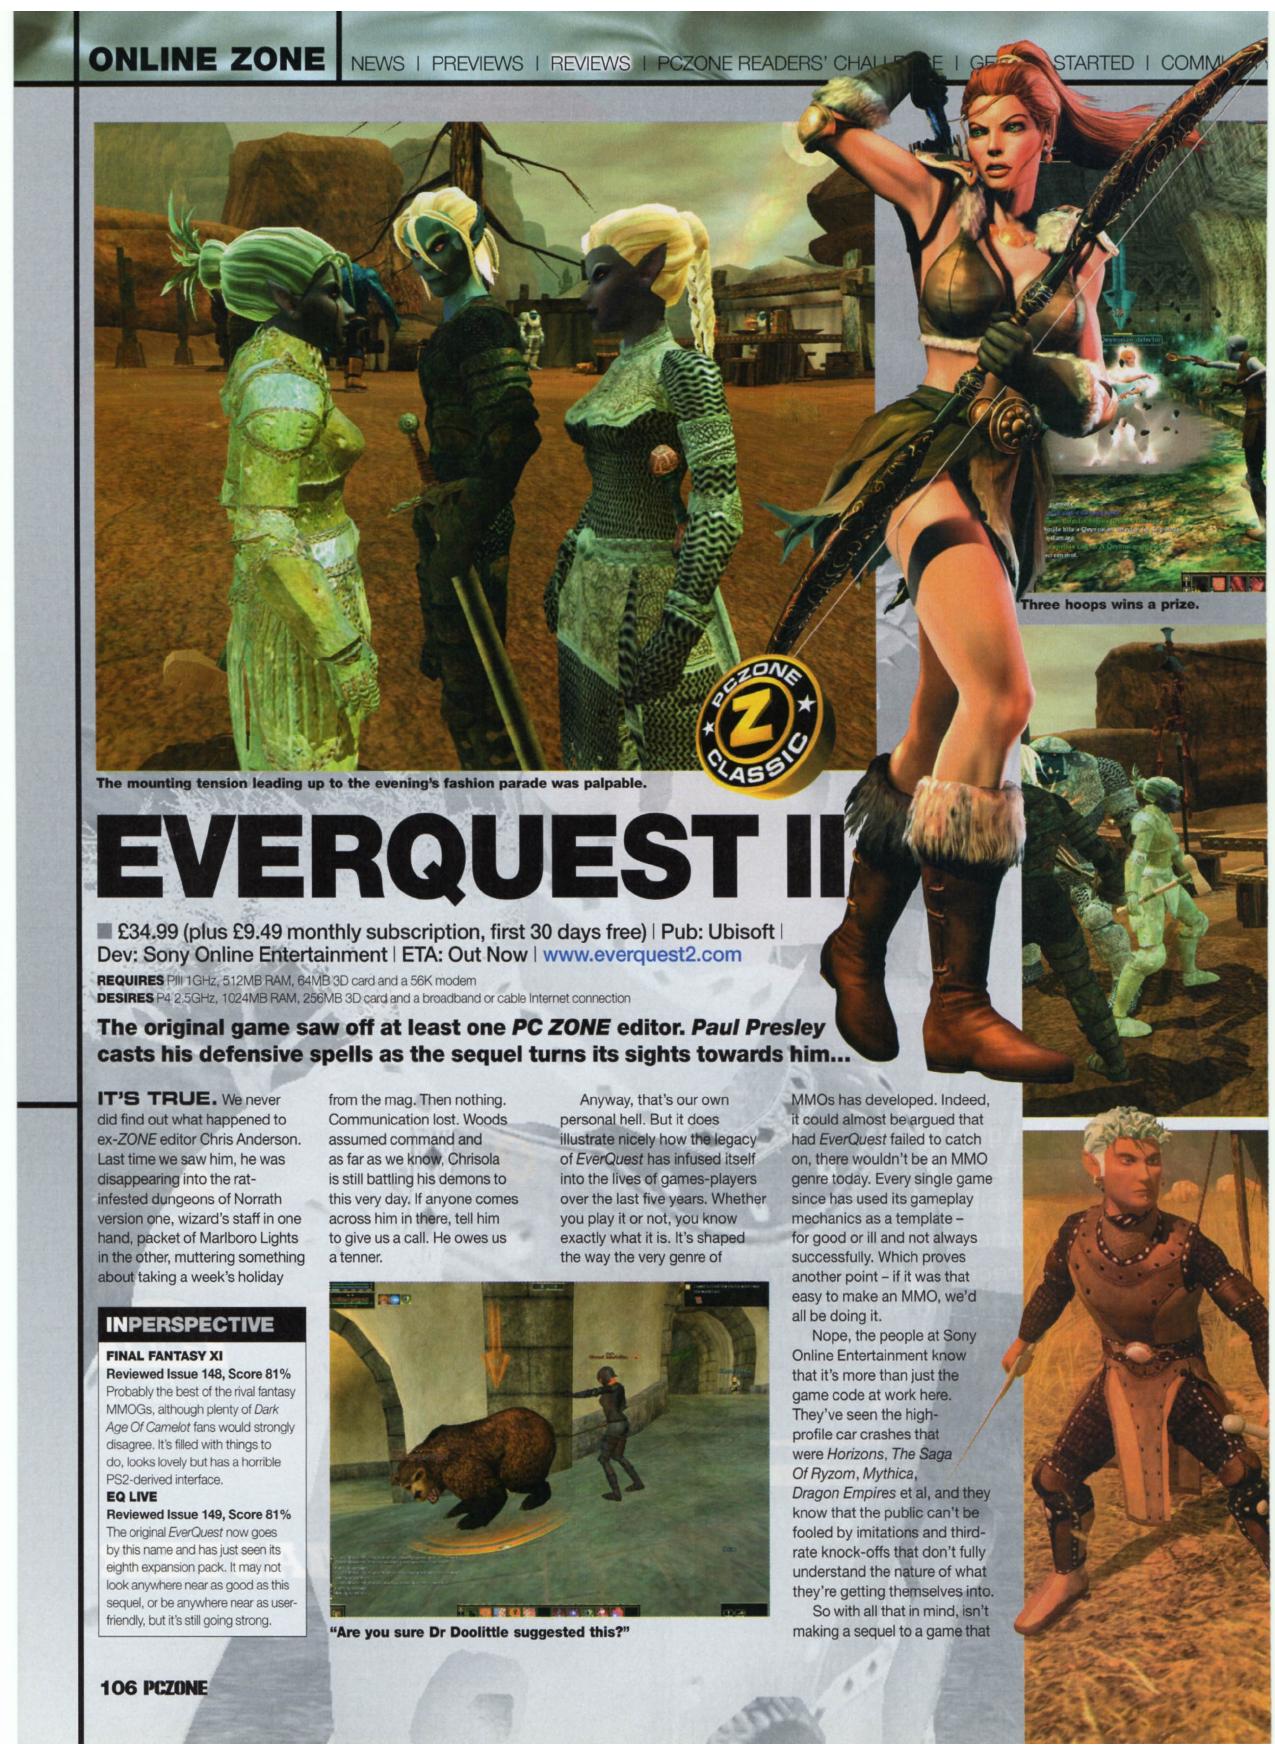 ONLINE ZONE
NEWS | PREVIEWS | REVIEWS | PCZONE READERS' CHALL E | GE STARTED | COMM
Three hoops wins a prize.
PCZONE
Z
CLASSIC
The mounting tension leading up to the evening's fashion parade was palpable.
EVERQUEST II
£34.99 (plus £9.49 monthly subscription, first 30 days free) | Pub: Ubisoft |
Dev: Sony Online Entertainment | ETA: Out Now | www.everquest2.com
REQUIRES PIII 1GHz, 512MB RAM, 64MB 3D card and a 56K modem
DESIRES P4 2.5GHz, 1024MB RAM, 256MB 3D card and a broadband or cable Internet connection
The original game saw off at least one PC ZONE editor. Paul Presley
casts his defensive spells as the sequel turns its sights towards him...
IT'S TRUE. We never
did find out what happened to
ex-ZONE editor Chris Anderson.
Last time we saw him, he was
disappearing into the rat-
infested dungeons of Norrath
version one, wizard's staff in one
hand, packet of Marlboro Lights
in the other, muttering something
about taking a week's holiday
from the mag. Then nothing.
Communication lost. Woods
assumed command and
as far as we know, Chrisola
is still battling his demons to
this very day. If anyone comes
across him in there, tell him
to give us a call. He owes us
a tenner.
Anyway, that's our own
personal hell. But it does
illustrate nicely how the legacy
of EverQuest has infused itself
into the lives of games-players
over the last five years. Whether
you play it or not, you know
exactly what it is. It's shaped
the way the very genre of
MMOs has developed. Indeed,
it could almost be argued that
had EverQuest failed to catch
on, there wouldn't be an MMO
genre today. Every single game
since has used its gameplay
mechanics as a template –
for good or ill and not always
successfully. Which proves
another point – if it was that
easy to make an MMO, we'd
all be doing it.
Nope, the people at Sony
Online Entertainment know
that it's more than just the
game code at work here.
They've seen the high-
profile car crashes that
were Horizons, The Saga
Of Ryzom, Mythica,
Dragon Empires et al, and they
know that the public can't be
fooled by imitations and third-
rate knock-offs that don't fully
understand the nature of what
they're getting themselves into.
So with all that in mind, isn't
making a sequel to a game that
INPERSPECTIVE
FINAL FANTASY XI
Reviewed Issue 148, Score 81%
Probably the best of the rival fantasy
MMOGs, although plenty of Dark
Age Of Camelot fans would strongly
disagree. It's filled with things to
do, looks lovely but has a horrible
PS2-derived interface.
EQ LIVE
Reviewed Issue 149, Score 81%
The original EverQuest now goes
by this name and has just seen its
eighth expansion pack. It may not
look anywhere near as good as this
sequel, or be anywhere near as user-
friendly, but it's still going strong.
"Are you sure Dr Doolittle suggested this?"
106 PCZONE